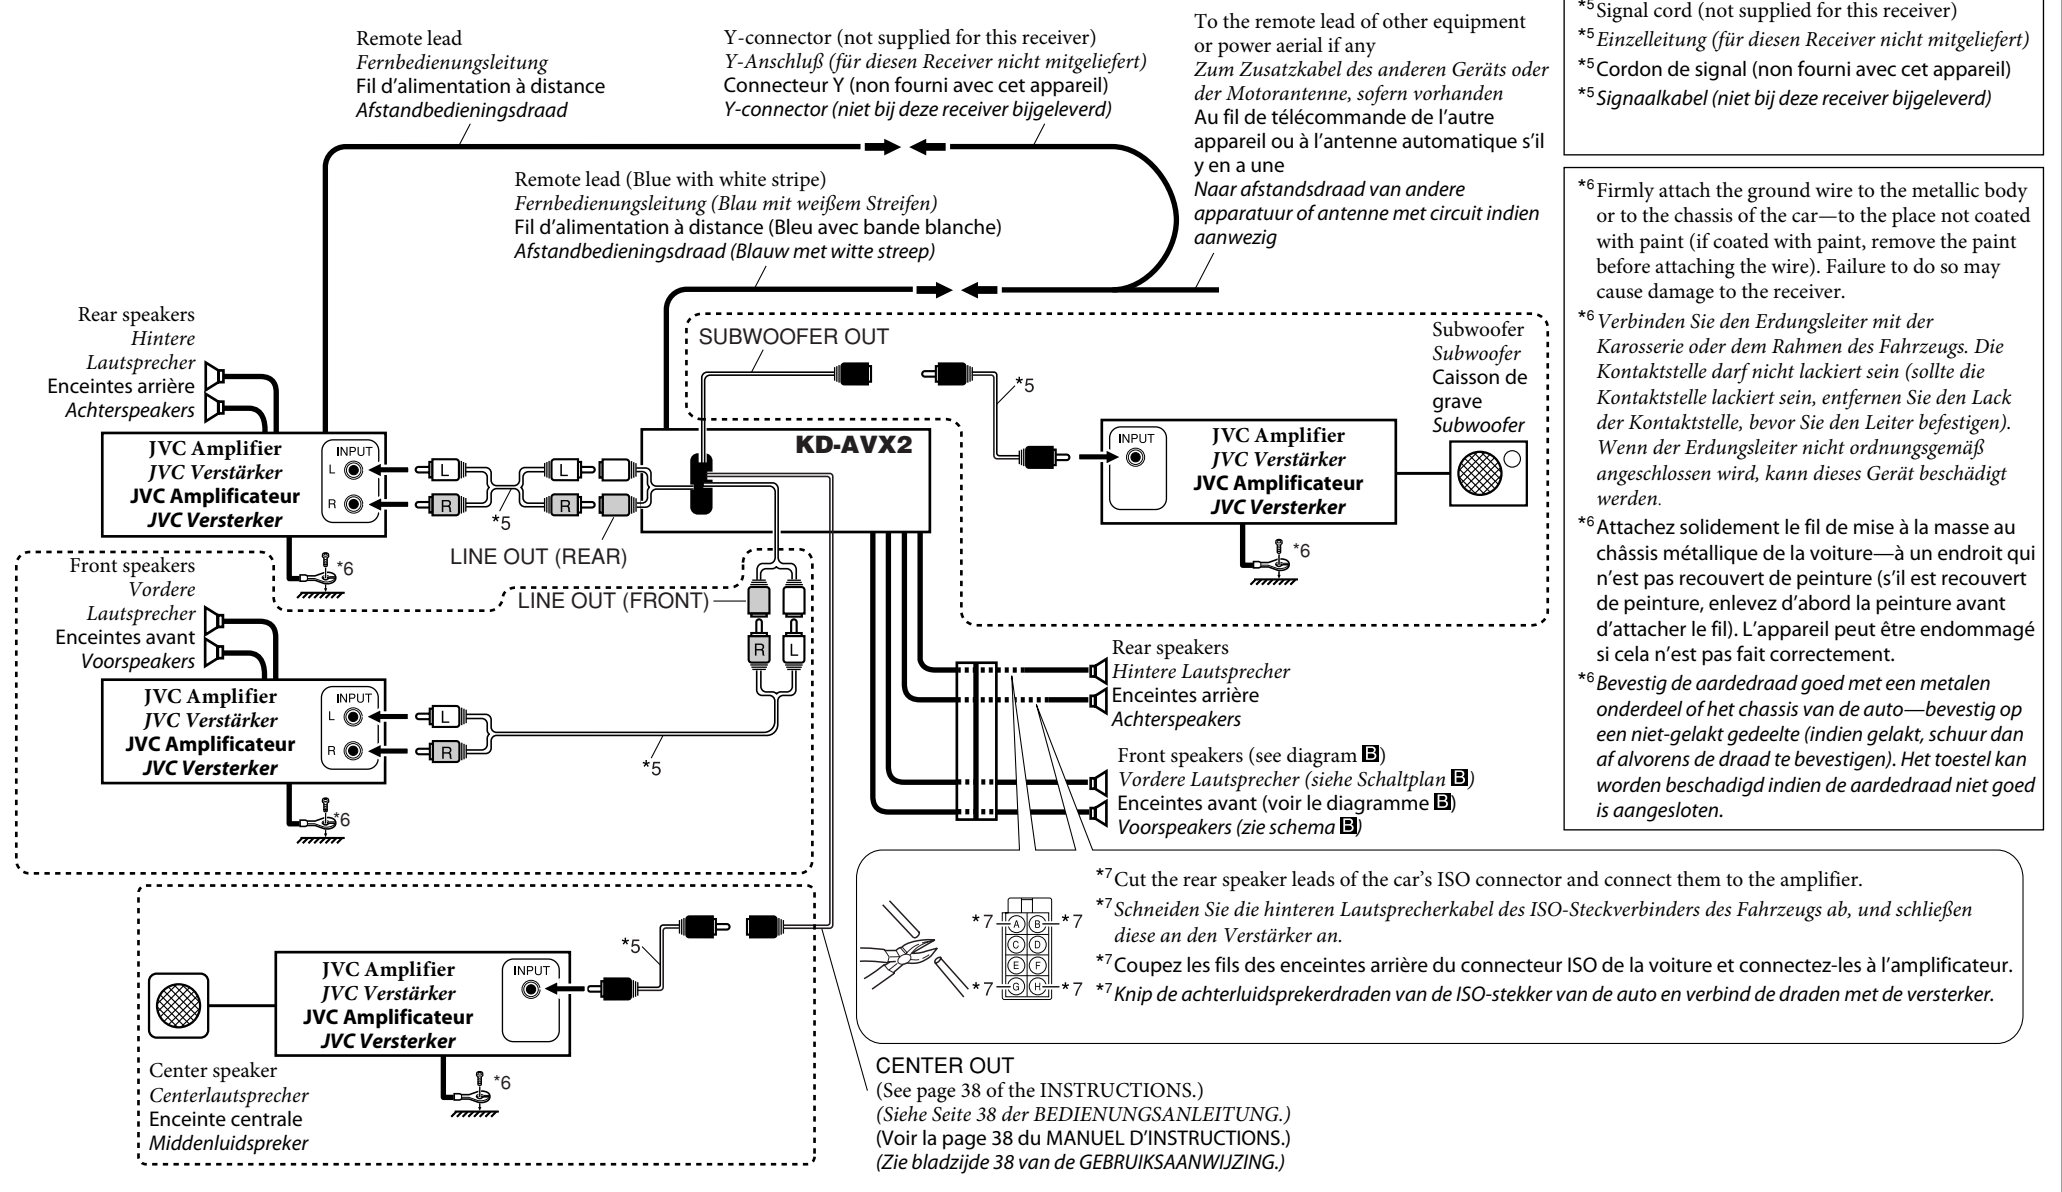 Remote lead
Fernbedienungsleitung
Fil d'alimentation à distance
Afstandbedieningsdraad
Y-connector (not supplied for this receiver)
Y-Anschluß (für diesen Receiver nicht mitgeliefert)
Connecteur Y (non fourni avec cet appareil)
Y-connector (niet bij deze receiver bijgeleverd)
To the remote lead of other equipment
or power aerial if any
Zum Zusatzkabel des anderen Geräts oder
der Motorantenne, sofern vorhanden
Au fil de télécommande de l'autre
appareil ou à l'antenne automatique s'il
y en a une
Naar afstandsdraad van andere
apparatuur of antenne met circuit indien
aanwezig
*5 Signal cord (not supplied for this receiver)
*5 Einzelleitung (für diesen Receiver nicht mitgeliefert)
*5 Cordon de signal (non fourni avec cet appareil)
*5 Signaalkabel (niet bij deze receiver bijgeleverd)
Remote lead (Blue with white stripe)
Fernbedienungsleitung (Blau mit weißem Streifen)
Fil d'alimentation à distance (Bleu avec bande blanche)
Afstandbedieningsdraad (Blauw met witte streep)
*6 Firmly attach the ground wire to the metallic body
or to the chassis of the car—to the place not coated
with paint (if coated with paint, remove the paint
before attaching the wire). Failure to do so may
cause damage to the receiver.
*6 Verbinden Sie den Erdungsleiter mit der
Karosserie oder dem Rahmen des Fahrzeugs. Die
Kontaktstelle darf nicht lackiert sein (sollte die
Kontaktstelle lackiert sein, entfernen Sie den Lack
der Kontaktstelle, bevor Sie den Leiter befestigen).
Wenn der Erdungsleiter nicht ordnungsgemäß
angeschlossen wird, kann dieses Gerät beschädigt
werden.
*6 Attachez solidement le fil de mise à la masse au
châssis métallique de la voiture—à un endroit qui
n'est pas recouvert de peinture (s'il est recouvert
de peinture, enlevez d'abord la peinture avant
d'attacher le fil). L'appareil peut être endommagé
si cela n'est pas fait correctement.
*6 Bevestig de aardedraad goed met een metalen
onderdeel of het chassis van de auto—bevestig op
een niet-gelakt gedeelte (indien gelakt, schuur dan
af alvorens de draad te bevestigen). Het toestel kan
worden beschadigd indien de aardedraad niet goed
is aangesloten.
Rear speakers
Hintere
Lautsprecher
Enceintes arrière
Achterspeakers
JVC Amplifier
JVC Verstärker
JVC Amplificateur
JVC Versterker
INPUT
L
R
L
R
*5
L
R
LINE OUT (REAR)
*6
KD-AVX2
SUBWOOFER OUT
*5
Subwoofer
Subwoofer
Caisson de
grave
Subwoofer
INPUT
JVC Amplifier
JVC Verstärker
JVC Amplificateur
JVC Versterker
*6
Front speakers
Vordere
Lautsprecher
Enceintes avant
Voorspeakers
LINE OUT (FRONT)
R
L
JVC Amplifier
JVC Verstärker
JVC Amplificateur
JVC Versterker
INPUT
L
R
L
R
*5
*6
Rear speakers
Hintere Lautsprecher
Enceintes arrière
Achterspeakers
Front speakers (see diagram B)
Vordere Lautsprecher (siehe Schaltplan B)
Enceintes avant (voir le diagramme B)
Voorspeakers (zie schema B)
*7 Cut the rear speaker leads of the car's ISO connector and connect them to the amplifier.
*7 Schneiden Sie die hinteren Lautsprecherkabel des ISO-Steckverbinders des Fahrzeugs ab, und schließen
diese an den Verstärker an.
*7 Coupez les fils des enceintes arrière du connecteur ISO de la voiture et connectez-les à l'amplificateur.
*7 Knip de achterluidsprekerdraden van de ISO-stekker van de auto en verbind de draden met de versterker.
*7 A B *7
C D
E F
*7 G H *7
*5
JVC Amplifier
JVC Verstärker
JVC Amplificateur
JVC Versterker
INPUT
*6
Center speaker
Centerlautsprecher
Enceinte centrale
Middenluidspreker
CENTER OUT
(See page 38 of the INSTRUCTIONS.)
(Siehe Seite 38 der BEDIENUNGSANLEITUNG.)
(Voir la page 38 du MANUEL D'INSTRUCTIONS.)
(Zie bladzijde 38 van de GEBRUIKSAANWIJZING.)